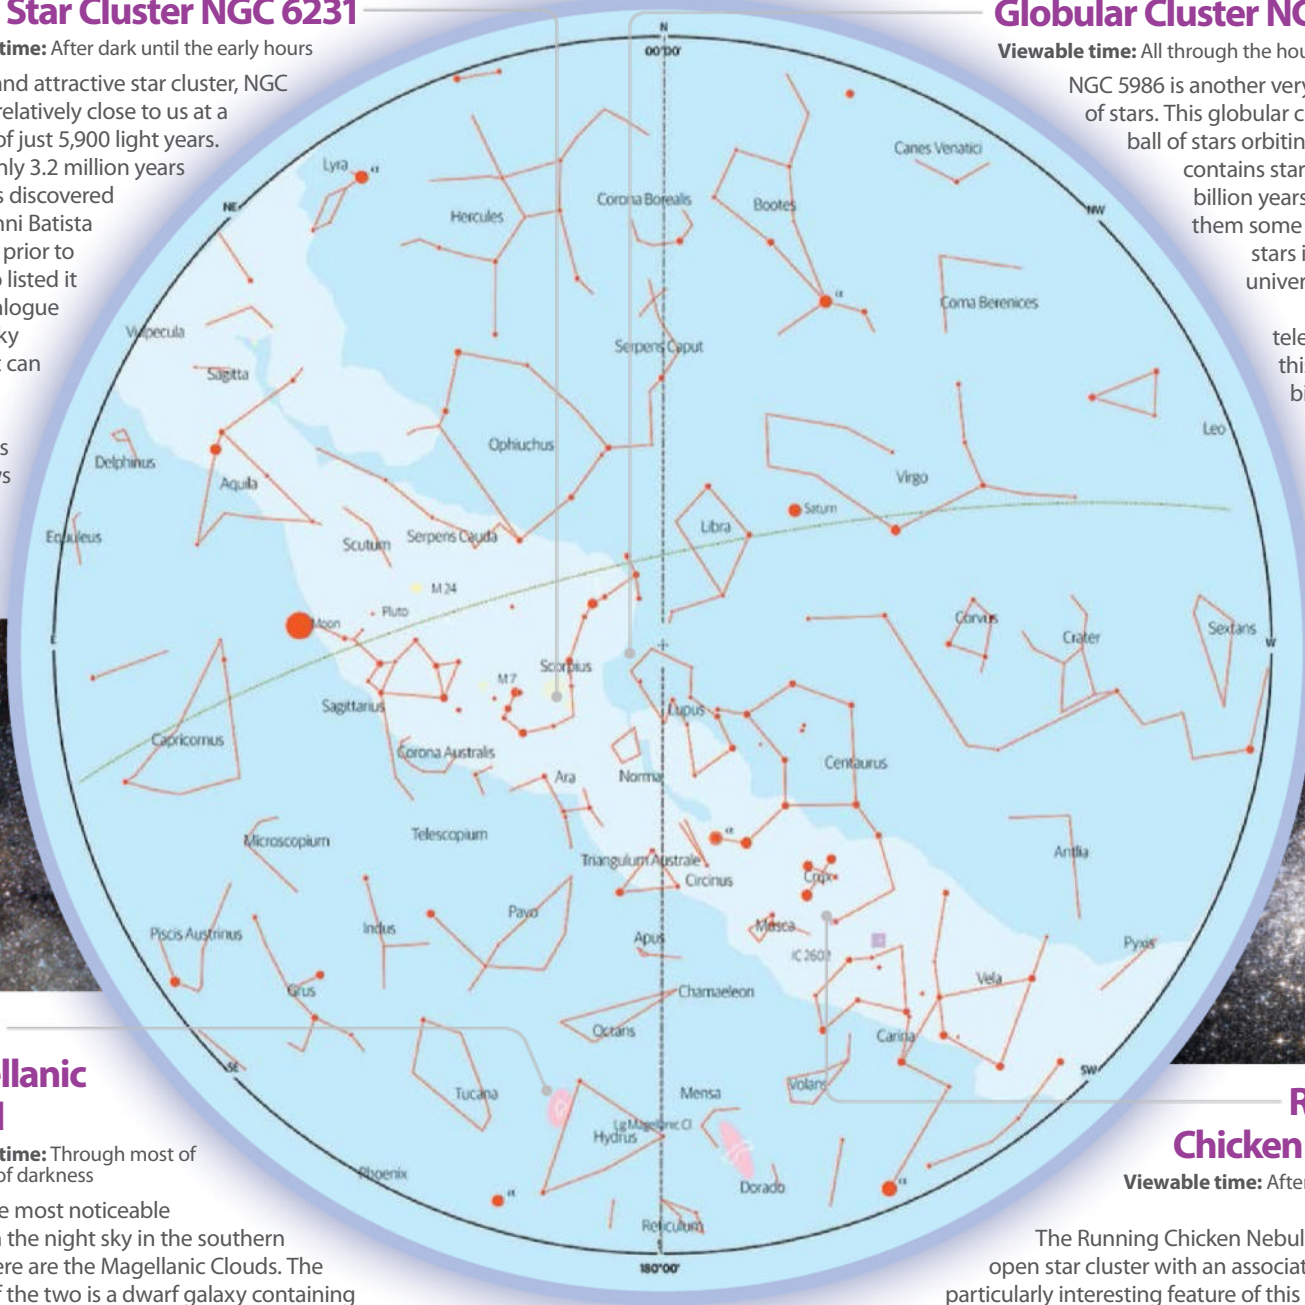 Star Cluster NGC 6231
time: After dark until the early hours
and attractive star cluster, NGC
relatively close to us at a
of just 5,900 light years.
nly 3.2 million years
s discovered
nni Batista
prior to
o listed it
alogue
ky
t can
s
ws
Globular Cluster NG
Viewable time: All through the hou
NGC 5986 is another very
of stars. This globular c
ball of stars orbitin
contains star
billion years
them some
stars i
univer
tele
this
bi
N
00°00'
NE
NW
Lyra
α
Hercules
Corona Borealis
Bootes
α
Canes Venatici
Coma Berenices
Vulpecula
Sagitta
Serpens Caput
Delphinus
Aquila
Ophiuchus
Virgo
Leo
Equuleus
Scutum
Serpens Cauda
Libra
Saturn
M 24
Pluto
Moon
E
W
Corvus
Crater
Sextans
Scorpius
M 7
Sagittarius
Lupus
Capricornus
Corona Australis
Ara
Norma
Centaurus
Microscopium
Telescopium
α
Triangulum Australe
Circinus
Crux
Antlia
Piscis Austrinus
Indus
Pavo
Apus
Musca
IC 2602
Pyxis
Grus
Chamaeleon
Vela
Octans
Carina
SE
SW
Tucana
Mensa
Volans
Lg Magellanic Cl
Hydrus
Phoenix
α
Dorado
α
Reticulum
S
180°00'
ellanic
d
time: Through most of
of darkness
e most noticeable
n the night sky in the southern
ere are the Magellanic Clouds. The
of the two is a dwarf galaxy containing
R
Chicken
Viewable time: After
The Running Chicken Nebul
open star cluster with an associat
particularly interesting feature of this